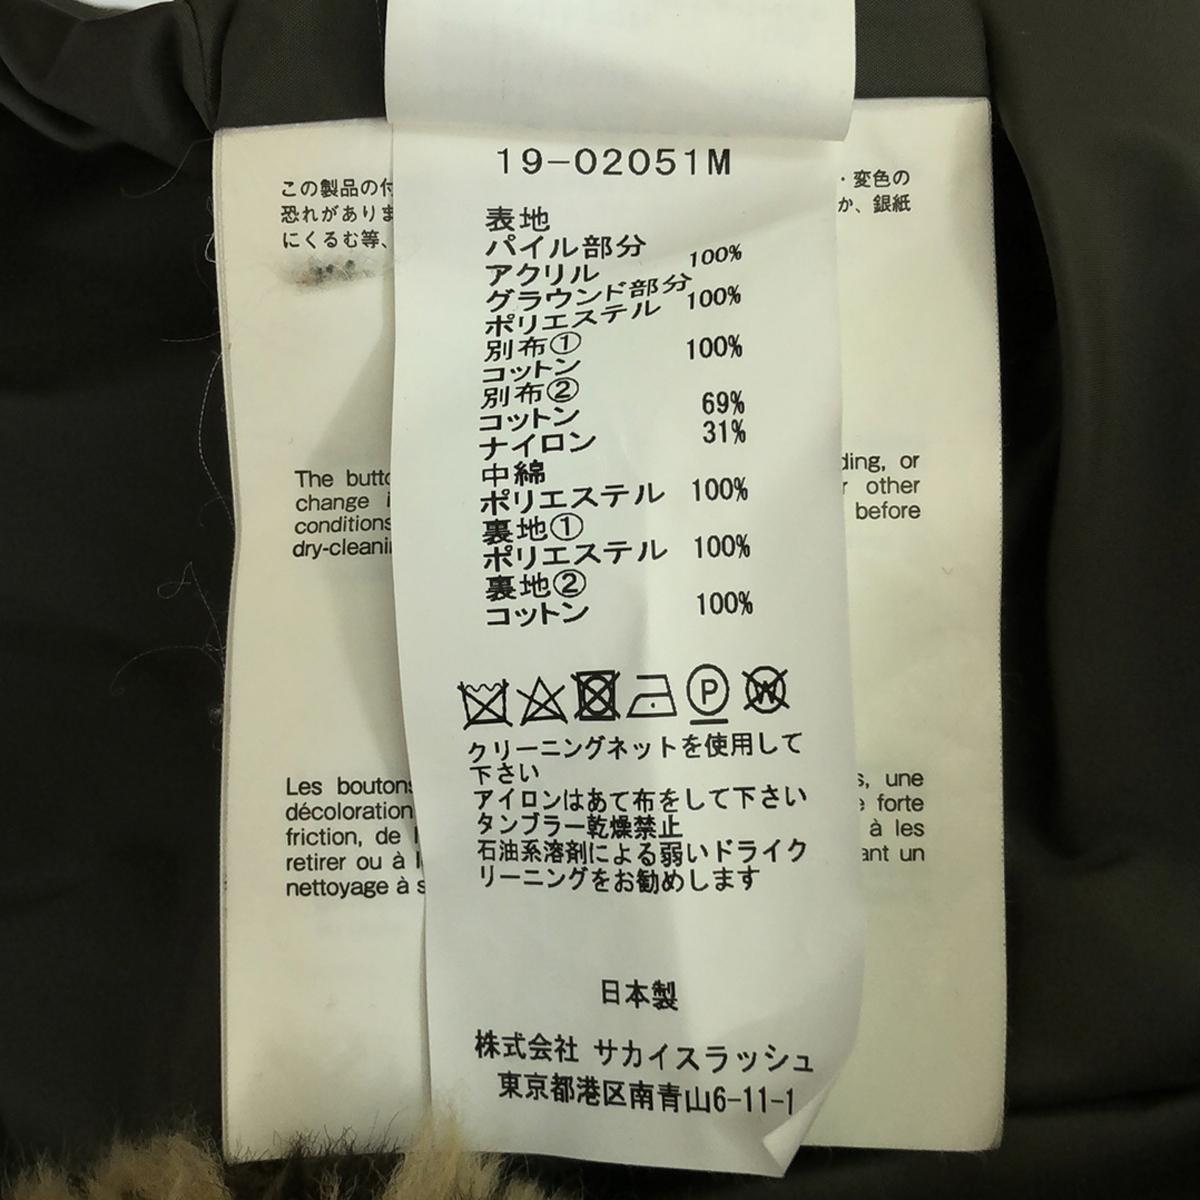 19-02051M
表地
パイル部分
アクリル 100%
グラウンド部分
ポリエステル 100%
別布①
コットン 100%
別布②
コットン 69%
ナイロン 31%
中綿
ポリエステル 100%
裏地①
ポリエステル 100%
裏地②
コットン 100%
P W
クリーニングネットを使用して
下さい
アイロンはあて布をして下さい
タンブラー乾燥禁止
石油系溶剤による弱いドライク
リーニングをお勧めします
日本製
株式会社 サカイスラッシュ
東京都港区南青山6-11-1
この製品の付
恐れがありま
にくるむ等、
・変色の
か、銀紙
The
change
conditions
dry-cleani
or
other
before
Les boutons
décoloration
friction, de
retirer ou à
nettoyage à
une
forte
à les
un